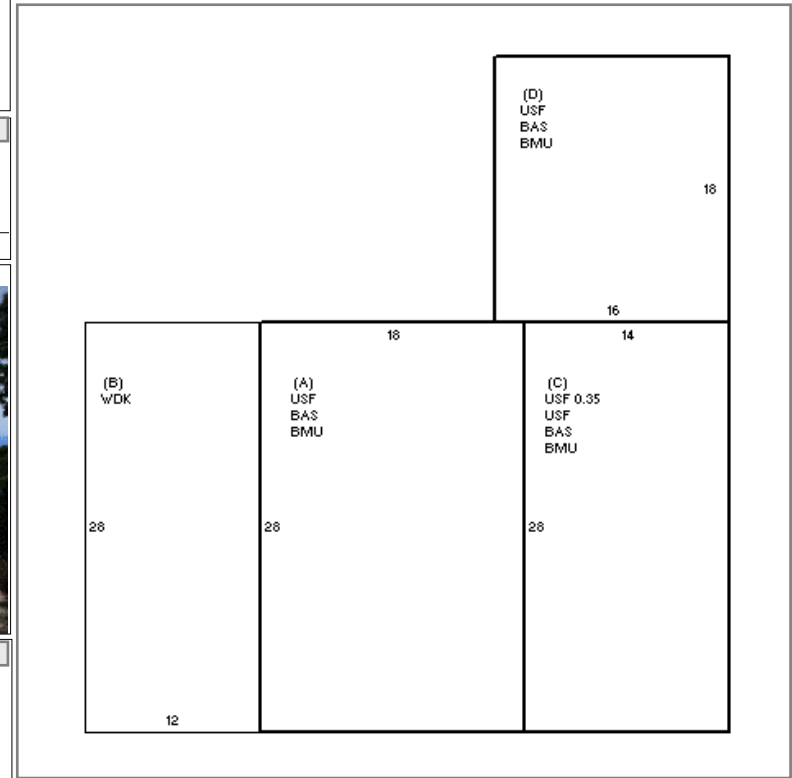 (D)
USF
BAS
BMU
18
16
18
14
(B)
WDK
(A)
USF
BAS
BMU
(C)
USF 0.35
USF
BAS
BMU
28
28
28
12